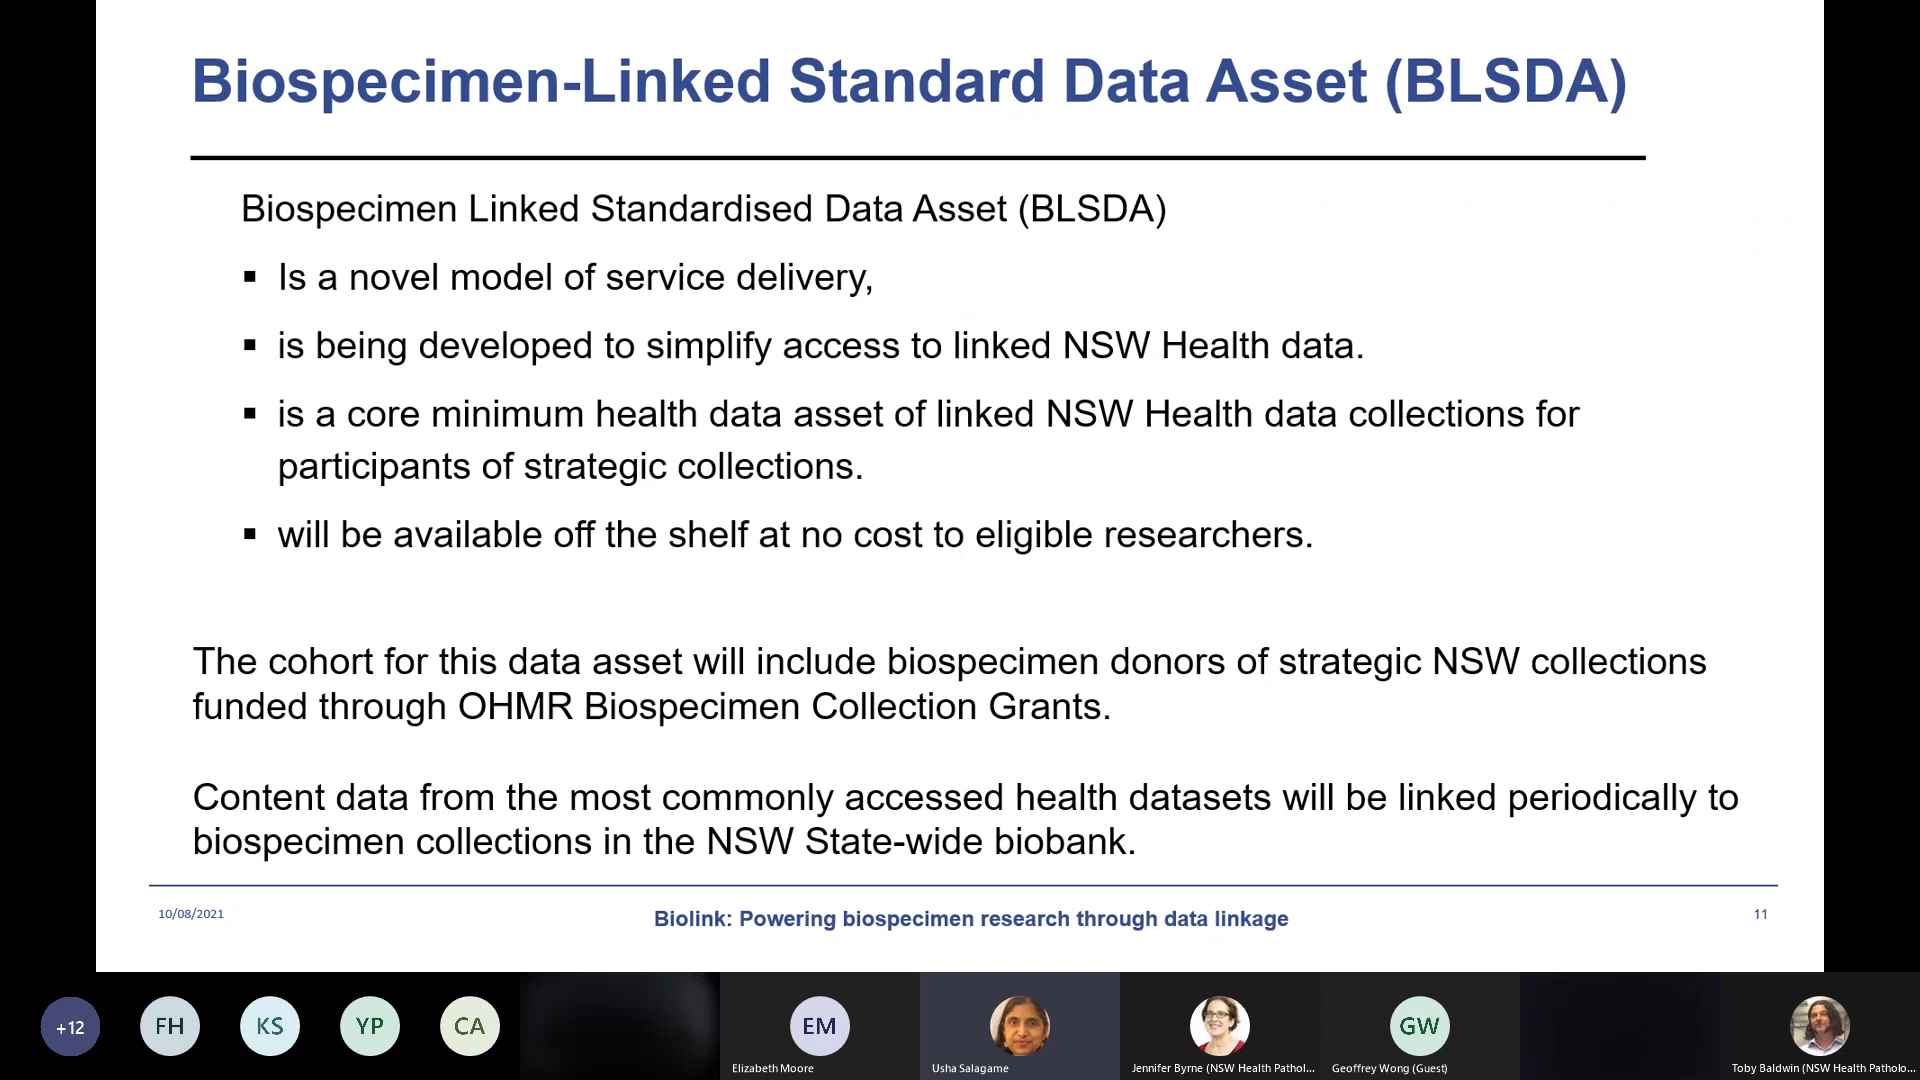 Biospecimen-Linked Standard Data Asset (BLSDA)
Biospecimen Linked Standardised Data Asset (BLSDA)
▪ Is a novel model of service delivery,
▪ is being developed to simplify access to linked NSW Health data.
▪ is a core minimum health data asset of linked NSW Health data collections for
participants of strategic collections.
▪ will be available off the shelf at no cost to eligible researchers.
The cohort for this data asset will include biospecimen donors of strategic NSW collections
funded through OHMR Biospecimen Collection Grants.
Content data from the most commonly accessed health datasets will be linked periodically to
biospecimen collections in the NSW State-wide biobank.
10/08/2021
Biolink: Powering biospecimen research through data linkage
11
+12
FH
KS
YP
CA
EM
GW
Elizabeth Moore
Usha Salagame
Jennifer Byrne (NSW Health Pathol...
Geoffrey Wong (Guest)
Toby Baldwin (NSW Health Patholo...